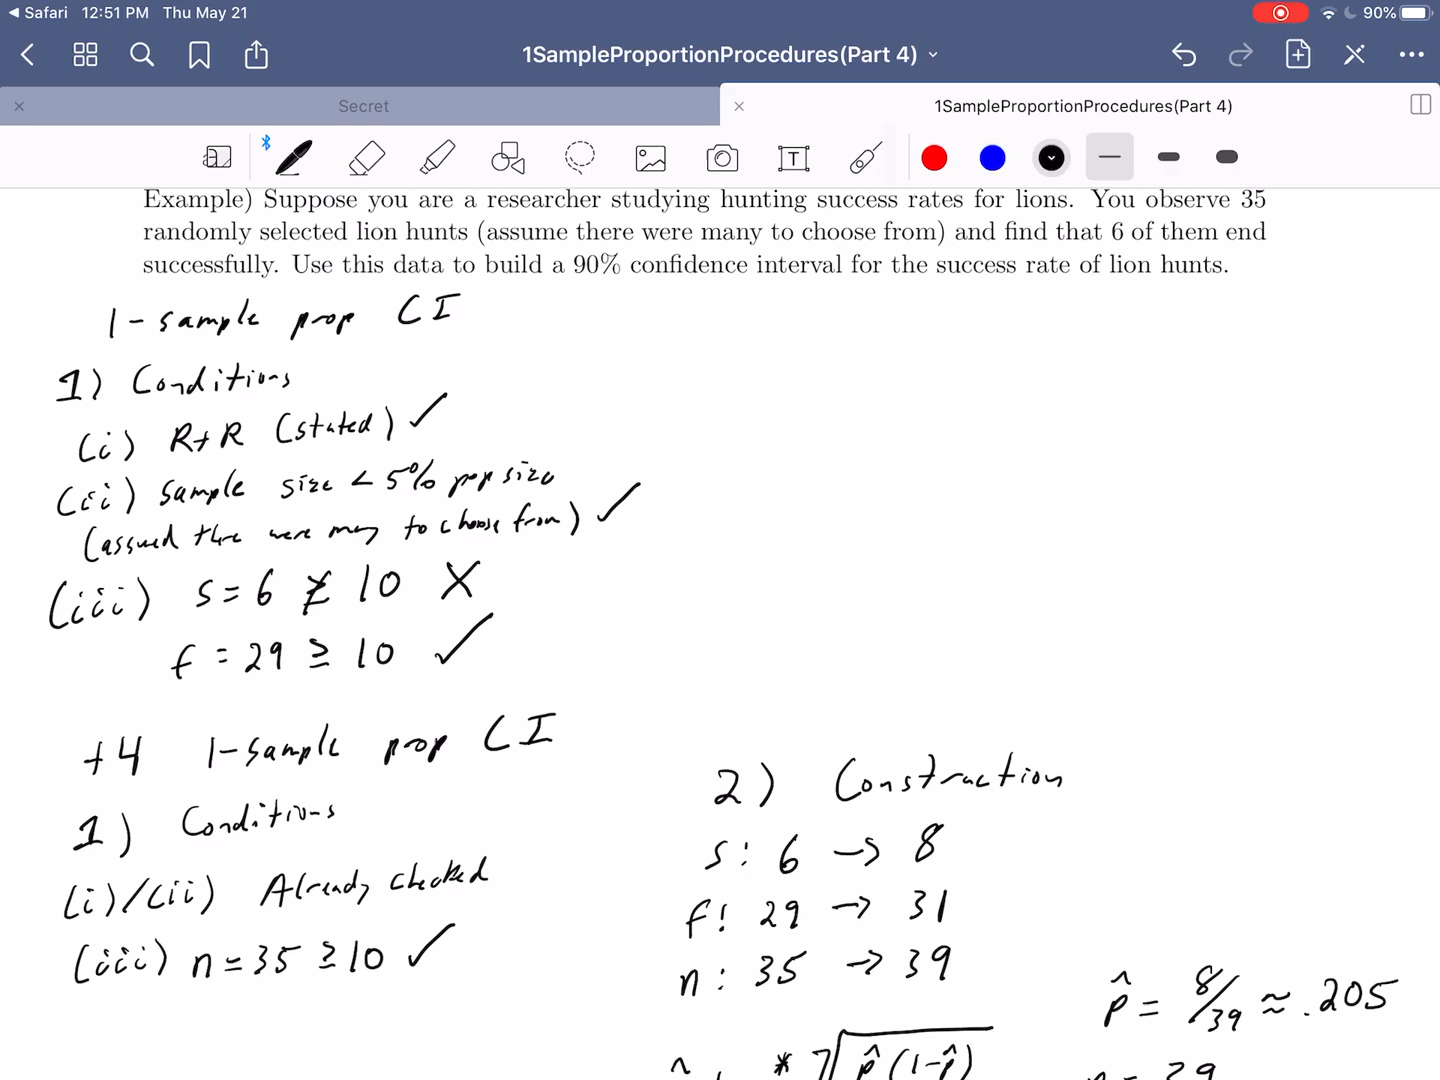 Safari 12:51 PM Thu May 21 90%
1SampleProportionProcedures(Part 4)
Secret
1SampleProportionProcedures(Part 4)
T
Example) Suppose you are a researcher studying hunting success rates for lions. You observe 35
randomly selected lion hunts (assume there were many to choose from) and find that 6 of them end
successfully. Use this data to build a 90% confidence interval for the success rate of lion hunts.
1-sample prop CI
1) Conditions
(i) R+R (stated) ✓
(ii) sample size < 5% pop size
(assumed there were many to choose from) ✓
(iii) s = 6 ≱ 10 X
f = 29 ≥ 10 ✓
+4 1-sample prop CI
1) Conditions
(i)/(ii) Already checked
(iii) n = 35 ≥ 10 ✓
2) Construction
s: 6 → 8
f: 29 → 31
n: 35 → 39
p̂ = 8/39 ≈ .205
* √p̂(1-p̂)